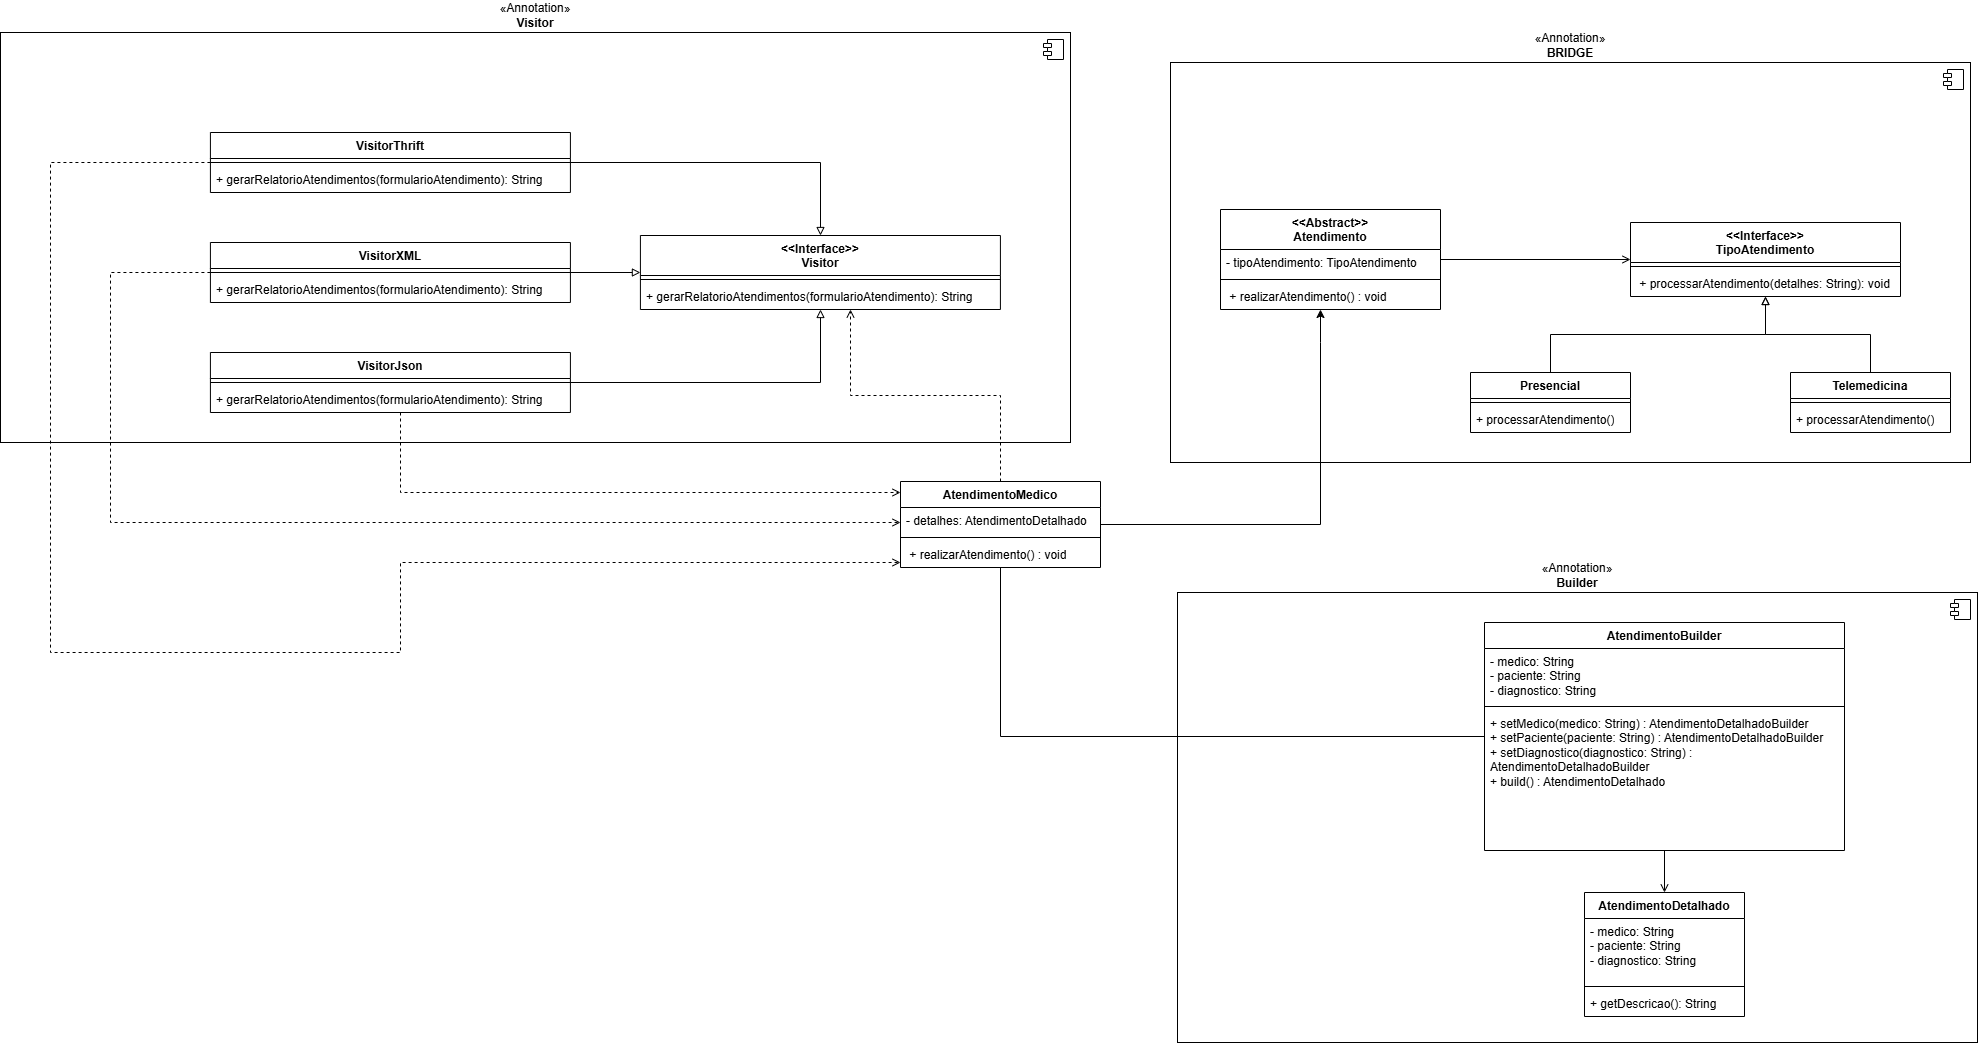 «Annotation»
Visitor
VisitorThrift
+ gerarRelatorioAtendimentos(formularioAtendimento): String
VisitorXML
+ gerarRelatorioAtendimentos(formularioAtendimento): String
VisitorJson
+ gerarRelatorioAtendimentos(formularioAtendimento): String
<<Interface>>
Visitor
+ gerarRelatorioAtendimentos(formularioAtendimento): String
«Annotation»
BRIDGE
<<Abstract>>
Atendimento
- tipoAtendimento: TipoAtendimento
+ realizarAtendimento() : void
<<Interface>>
TipoAtendimento
+ processarAtendimento(detalhes: String): void
Presencial
+ processarAtendimento()
Telemedicina
+ processarAtendimento()
AtendimentoMedico
- detalhes: AtendimentoDetalhado
+ realizarAtendimento() : void
«Annotation»
Builder
AtendimentoBuilder
- medico: String
- paciente: String
- diagnostico: String
+ setMedico(medico: String) : AtendimentoDetalhadoBuilder
+ setPaciente(paciente: String) : AtendimentoDetalhadoBuilder
+ setDiagnostico(diagnostico: String) :
AtendimentoDetalhadoBuilder
+ build() : AtendimentoDetalhado
AtendimentoDetalhado
- medico: String
- paciente: String
- diagnostico: String
+ getDescricao(): String